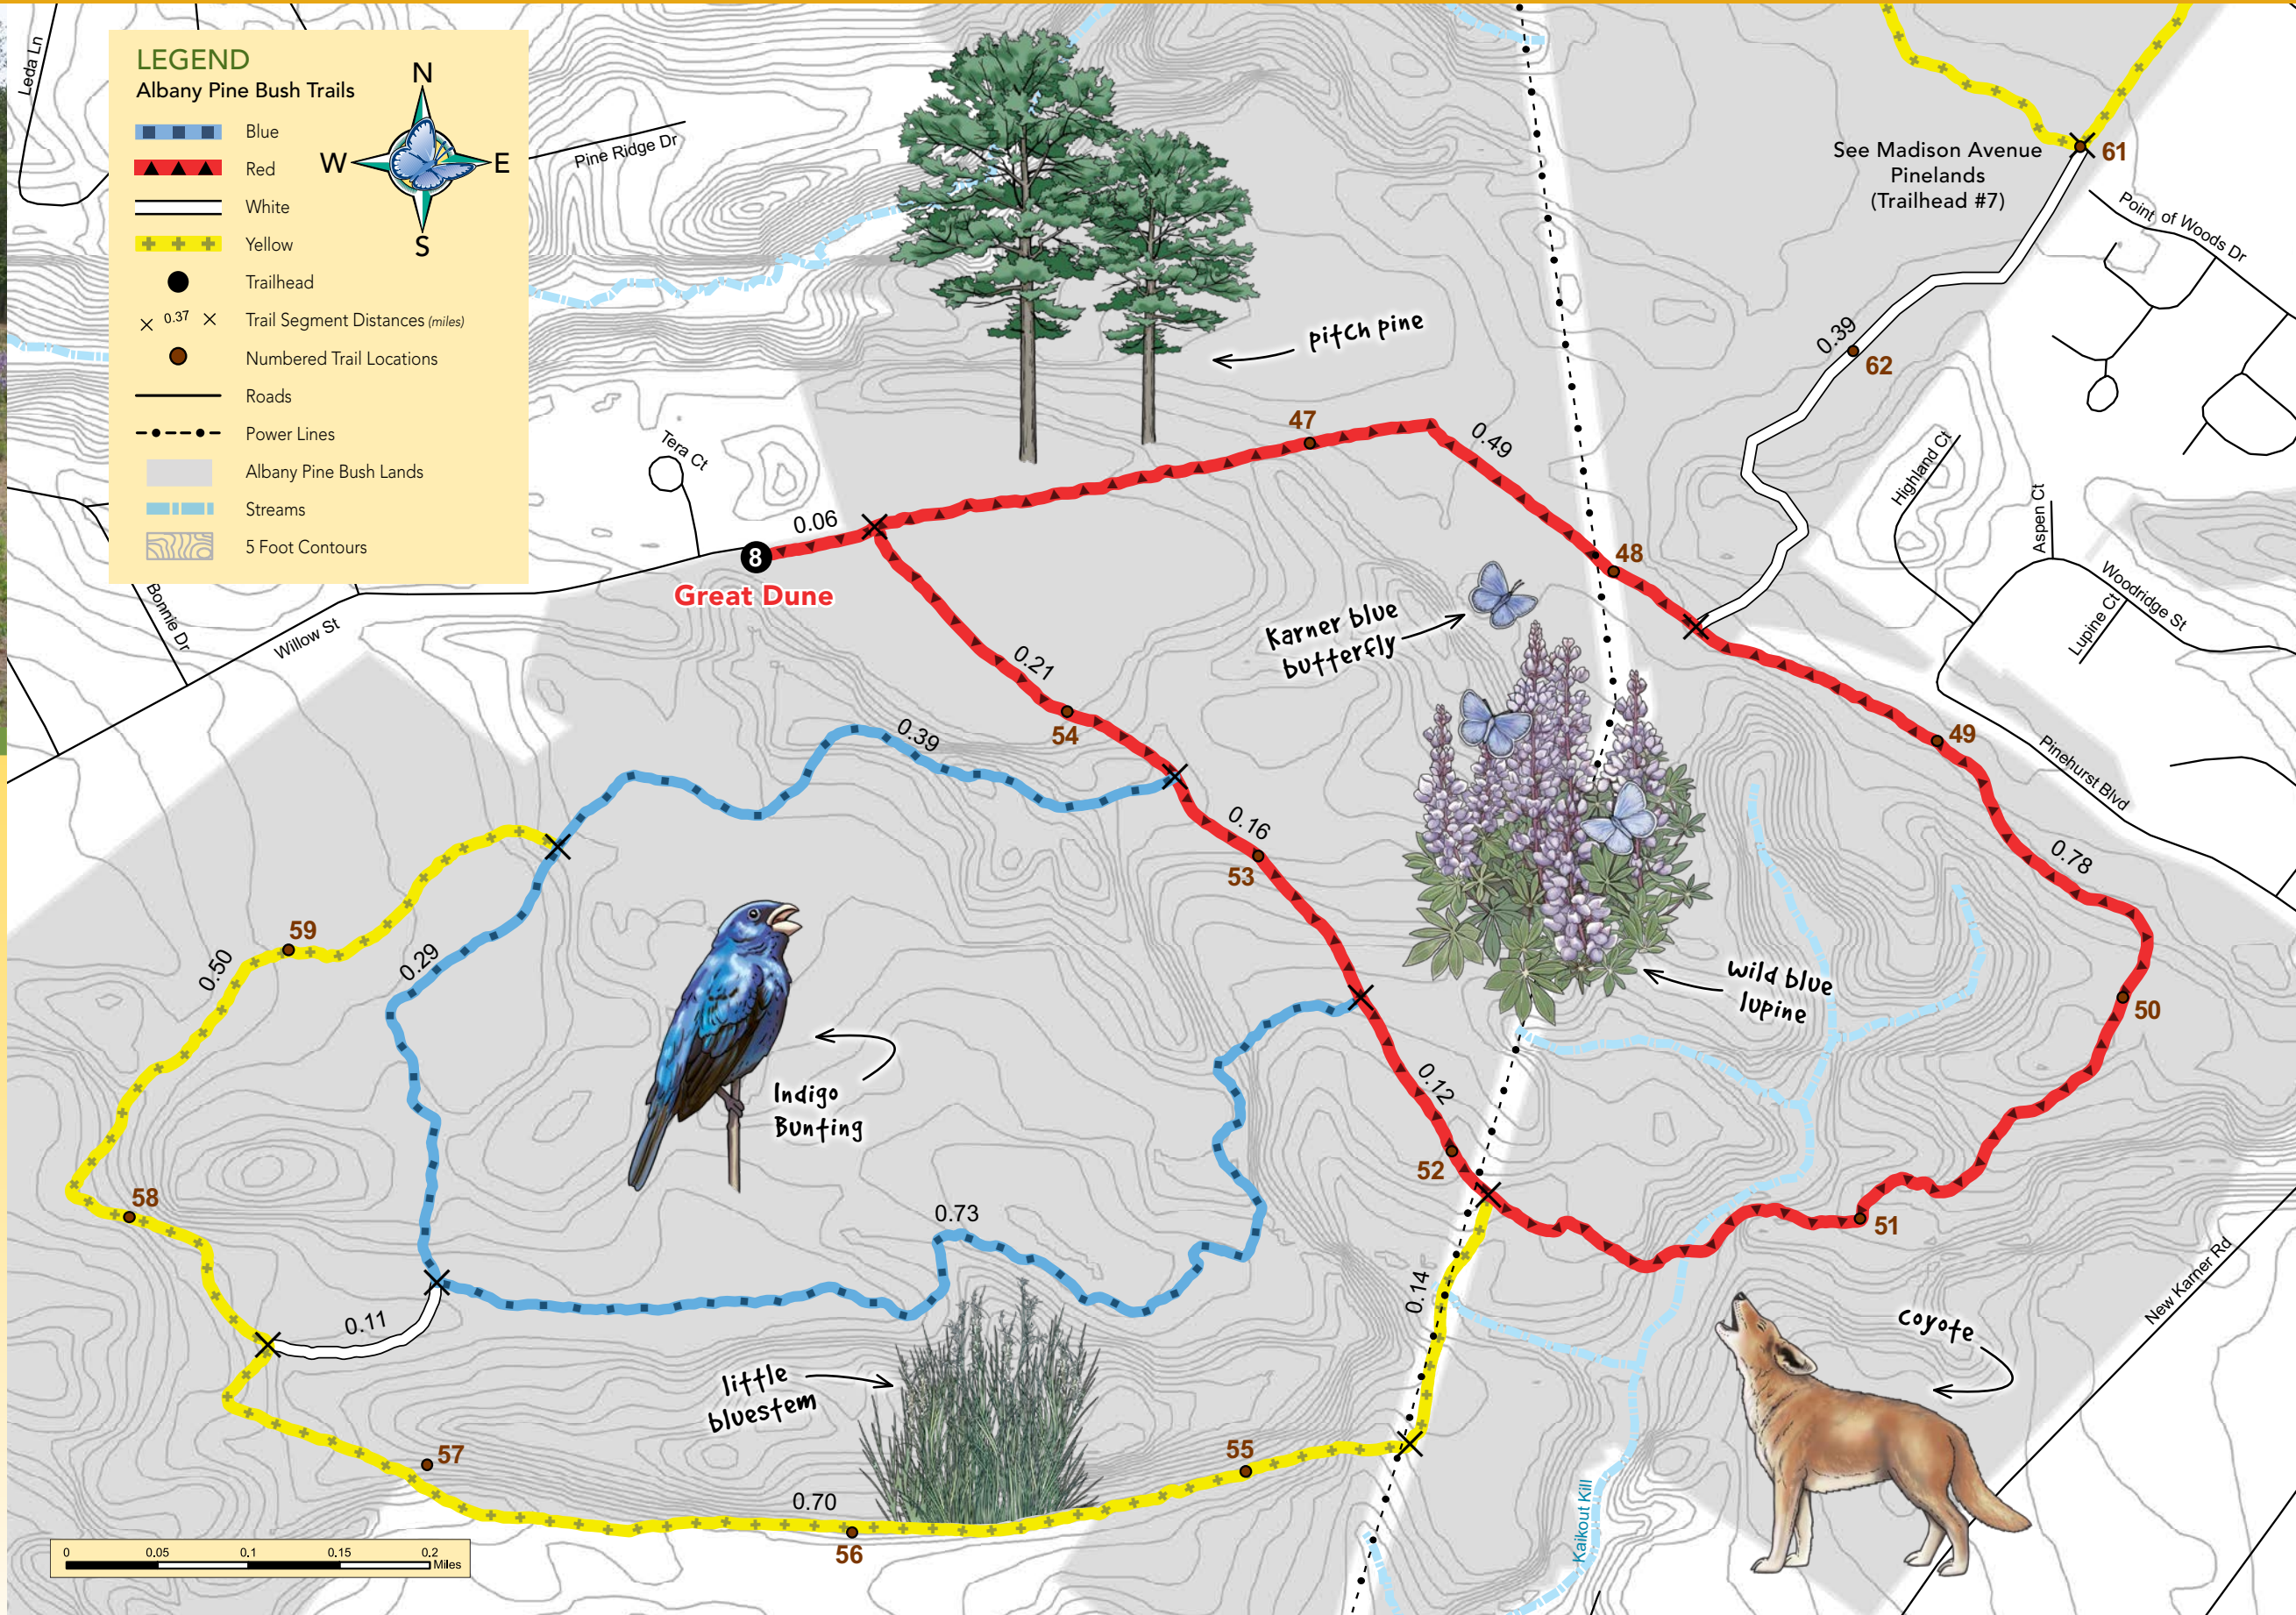 LEGEND
Albany Pine Bush Trails
Blue
Red
White
Yellow
Trailhead
0.37 Trail Segment Distances (miles)
Numbered Trail Locations
Roads
Power Lines
Albany Pine Bush Lands
Streams
5 Foot Contours
N
W
E
S
Leda Ln
Pine Ridge Dr
See Madison Avenue
Pinelands
(Trailhead #7)
61
Point of Woods Dr
0.39
62
pitch pine
47
0.49
Tera Ct
Highland Ct
Aspen Ct
0.06
8
Great Dune
48
Woodridge St
Lupine Ct
Bonnie Dr
Willow St
Karner blue
butterfly
0.21
54
0.39
49
Pinehurst Blvd
0.16
53
0.78
59
0.50
0.29
wild blue
lupine
50
Indigo
Bunting
0.12
52
58
0.73
51
New Karner Rd
0.14
0.11
coyote
little
bluestem
57
55
0.70
56
Kaikout Kill
0 0.05 0.1 0.15 0.2
Miles